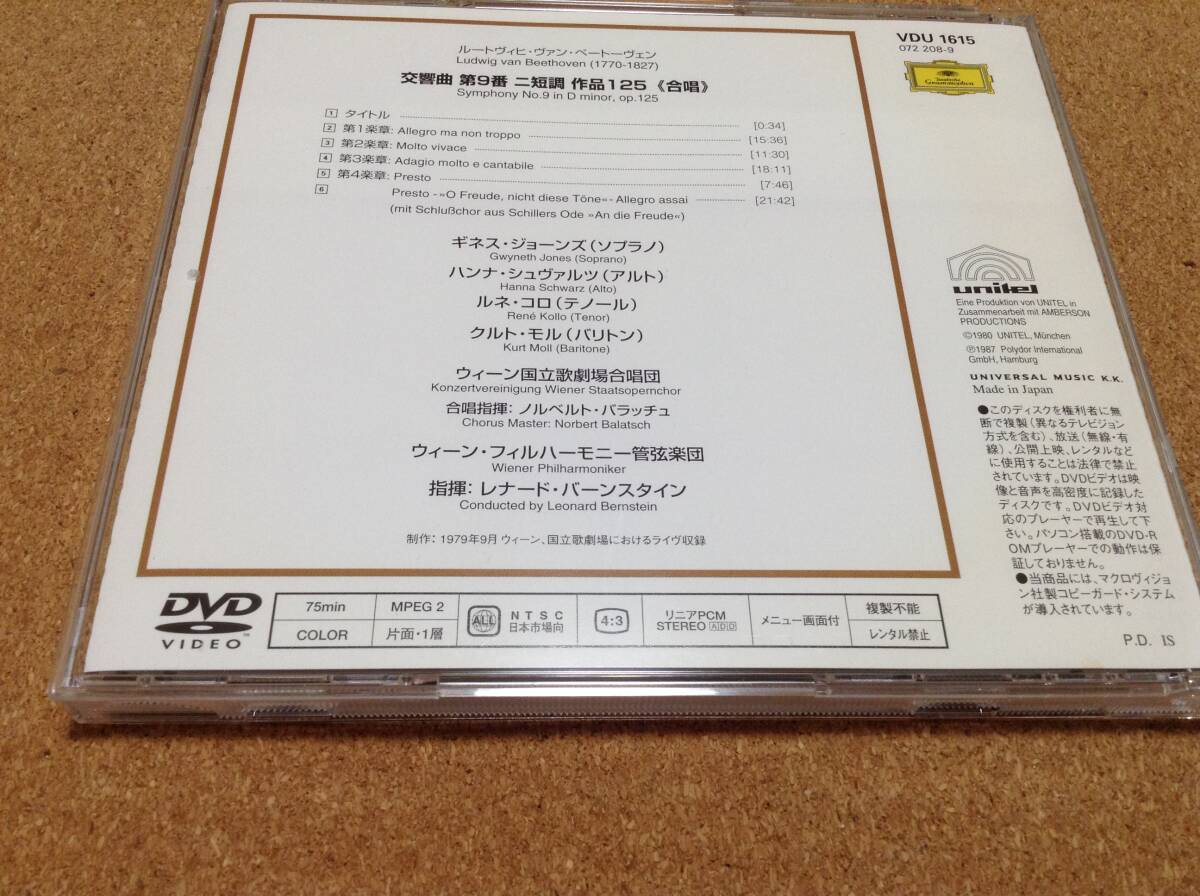 ルートヴィヒ・ヴァン・ベートーヴェン
Ludwig van Beethoven (1770-1827)
交響曲 第9番 ニ短調 作品125《合唱》
Symphony No.9 in D minor, op.125
1 タイトル [0:34]
2 第1楽章: Allegro ma non troppo [15:36]
3 第2楽章: Molto vivace [11:30]
4 第3楽章: Adagio molto e cantabile [18:11]
5 第4楽章: Presto [7:46]
6 Presto -»O Freude, nicht diese Töne«- Allegro assai [21:42]
(mit Schlußchor aus Schillers Ode »An die Freude«)
ギネス・ジョーンズ(ソプラノ)
Gwyneth Jones (Soprano)
ハンナ・シュヴァルツ(アルト)
Hanna Schwarz (Alto)
ルネ・コロ(テノール)
René Kollo (Tenor)
クルト・モル(バリトン)
Kurt Moll (Baritone)
ウィーン国立歌劇場合唱団
Konzertvereinigung Wiener Staatsopernchor
合唱指揮: ノルベルト・バラッチュ
Chorus Master: Norbert Balatsch
ウィーン・フィルハーモニー管弦楽団
Wiener Philharmoniker
指揮: レナード・バーンスタイン
Conducted by Leonard Bernstein
制作: 1979年9月 ウィーン、国立歌劇場におけるライヴ収録
VDU 1615
072 208-9
Deutsche
Grammophon
unitel
Eine Produktion von UNITEL in
Zusammenarbeit mit AMBERSON
PRODUCTIONS
©1980 UNITEL, München
℗1987 Polydor International
GmbH, Hamburg
UNIVERSAL MUSIC K.K.
Made in Japan
●このディスクを権利者に無
断で複製(異なるテレビジョン
方式を含む)、放送(無線・有
線)、公開上映、レンタルなど
に使用することは法律で禁止
されています。DVDビデオは映
像と音声を高密度に記録した
ディスクです。DVDビデオ対
応のプレーヤーで再生して下
さい。パソコン搭載のDVD-R
OMプレーヤーでの動作は保
証しておりません。
●当商品には、マクロヴィジョ
ン社製コピーガード・システム
が導入されています。
P.D. IS
DVD
VIDEO™
75min
COLOR
MPEG 2
片面・1層
ALL
NTSC
日本市場向
4:3
リニアPCM
STEREO ADD
メニュー画面付
複製不能
レンタル禁止